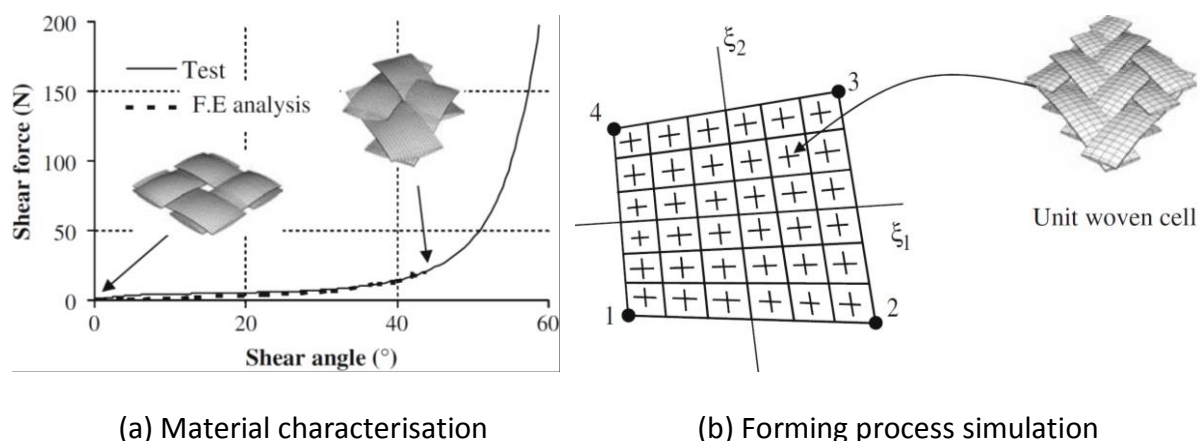 200
150
100
50
0
Shear force (N)
Test
F.E analysis
0
20
40
60
Shear angle (°)
ξ2
3
4
ξ1
1
2
Unit woven cell
(a) Material characterisation
(b) Forming process simulation